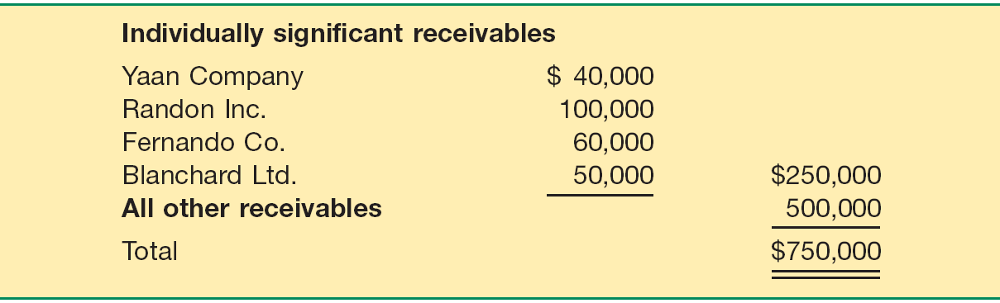 Individually significant receivables
Yaan Company $ 40,000
Randon Inc. 100,000
Fernando Co. 60,000
Blanchard Ltd. 50,000 $250,000
All other receivables 500,000
Total $750,000